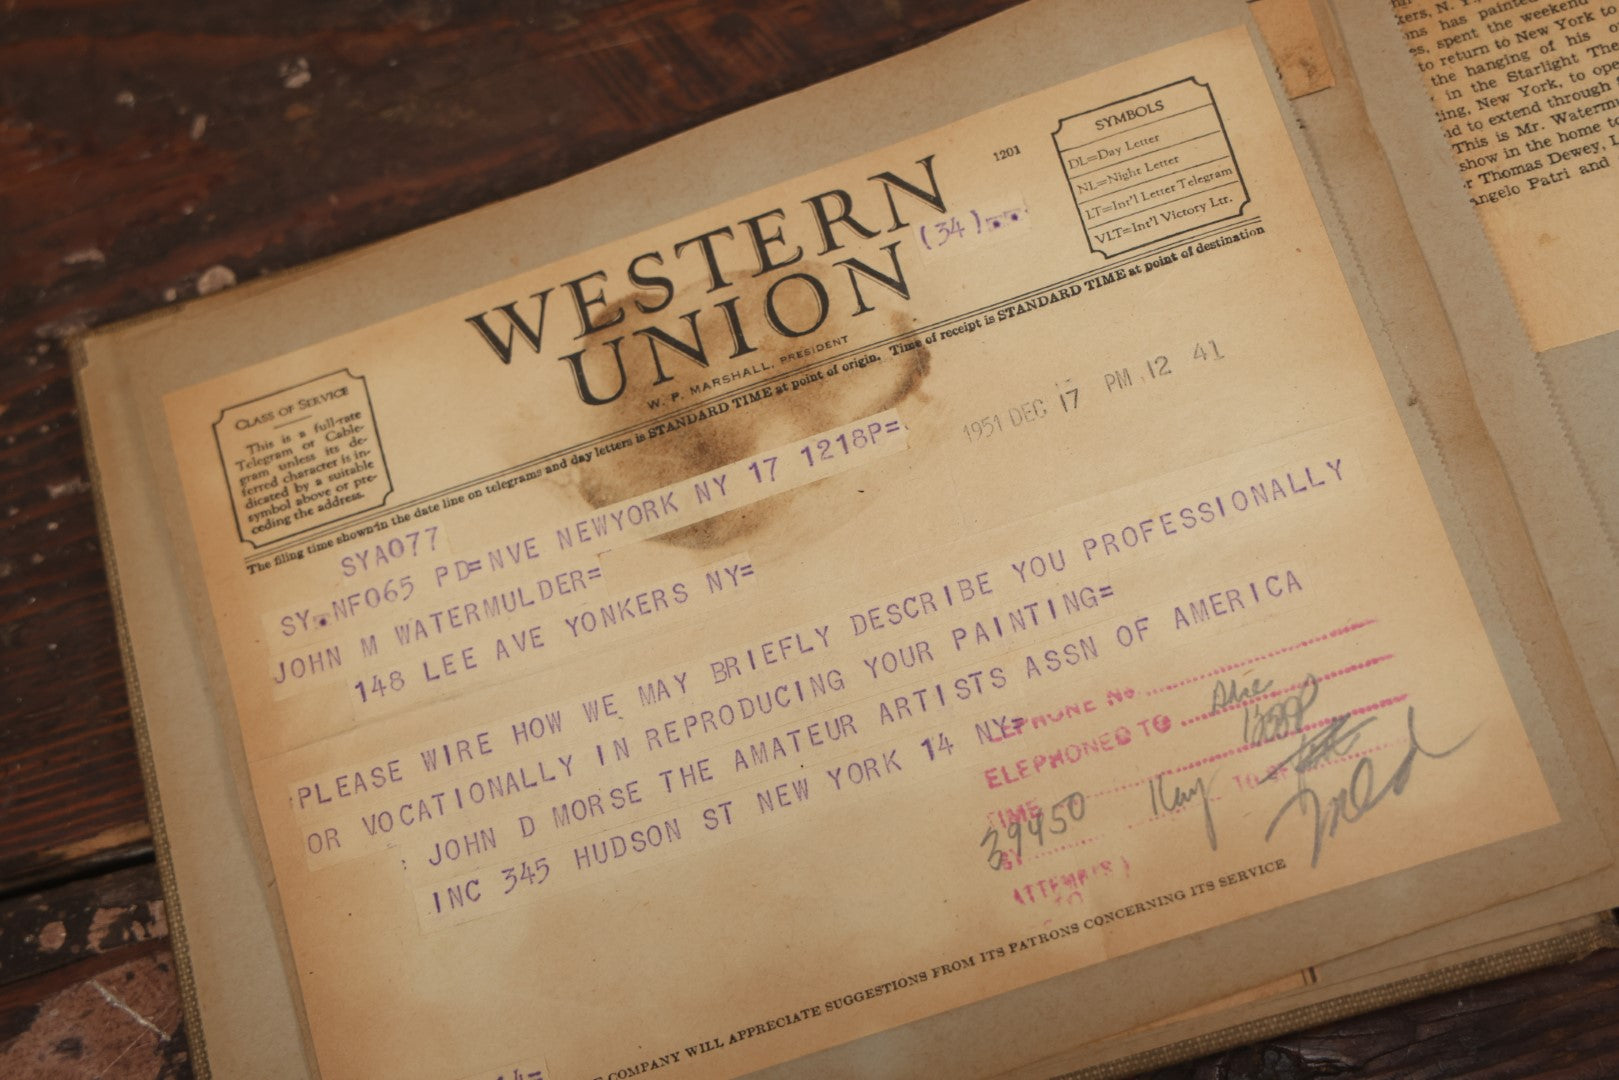 WESTERN
UNION
W. P. MARSHALL, PRESIDENT
1201
(34)
SYMBOLS
DL=Day Letter
NL=Night Letter
LT=Int'l Letter Telegram
VLT=Int'l Victory Ltr.
CLASS OF SERVICE
This is a full-rate
Telegram or Cable-
gram unless its de-
ferred character is in-
dicated by a suitable
symbol above or pre-
ceding the address.
The filing time shown in the date line on telegrams and day letters is STANDARD TIME at point of origin. Time of receipt is STANDARD TIME at point of destination
1951 DEC 17 PM 12 41
SYA077
SY NF065 PD=NVE NEWYORK NY 17 1218P=
JOHN M WATERMULDER=
148 LEE AVE YONKERS NY=
PLEASE WIRE HOW WE MAY BRIEFLY DESCRIBE YOU PROFESSIONALLY
OR VOCATIONALLY IN REPRODUCING YOUR PAINTING=
JOHN D MORSE THE AMATEUR ARTISTS ASSN OF AMERICA
INC 345 HUDSON ST NEW YORK 14 NY=
ELEPHONED TO
TIME
39450
BY
TO
COMPANY WILL APPRECIATE SUGGESTIONS FROM ITS PATRONS CONCERNING ITS SERVICE
14=
kers, N. Y.
has painted
es, spent the weekend
to return to New York to
the hanging of his
in the Starlight
ing, New York, to
d to extend through
This is Mr.
show in the home
r Thomas Dewey,
Angelo Patri and